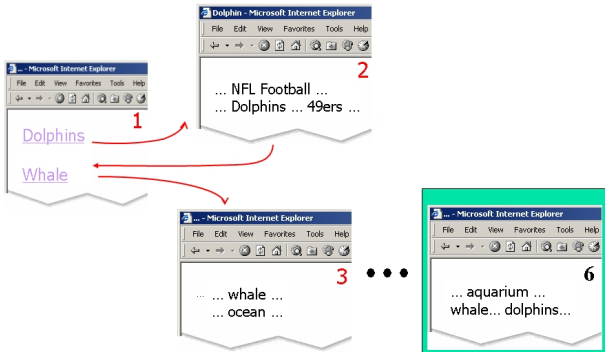 ... - Microsoft Internet Explorer
File Edit View Favorites Tools Help
1
Dolphins
Whale
Dolphin - Microsoft Internet Explorer
File Edit View Favorites Tools Help
2
... NFL Football ...
... Dolphins ... 49ers ...
... - Microsoft Internet Explorer
File Edit View Favorites Tools Help
3
... ... whale ...
... ocean ...
• • •
... - Microsoft Internet Explorer
File Edit View Favorites Tools Help
6
... aquarium ...
whale... dolphins...